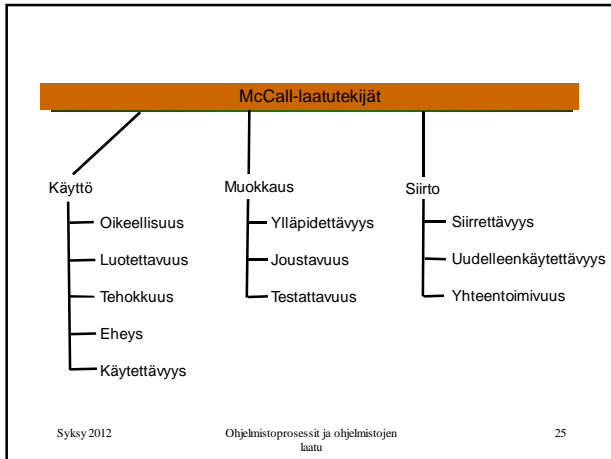 McCall-laatutekijät
Käyttö
Oikeellisuus
Luotettavuus
Tehokkuus
Eheys
Käytettävyys
Muokkaus
Ylläpidettävyys
Joustavuus
Testattavuus
Siirto
Siirrettävyys
Uudelleenkäytettävyys
Yhteentoimivuus
Syksy 2012
Ohjelmistoprosessit ja ohjelmistojen
laatu
25